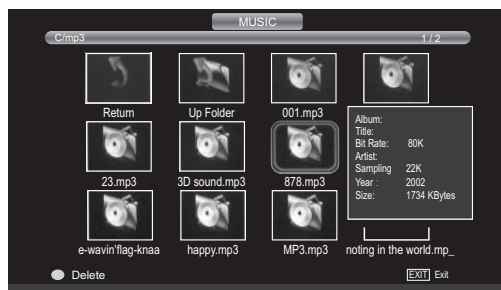 MUSIC
C/mp3 1 / 2
Return Up Folder 001.mp3
Album:
Title:
Bit Rate: 80K
Artist:
Sampling 22K
Year : 2002
Size: 1734 KBytes
23.mp3 3D sound.mp3 878.mp3
e-wavin'flag-knaa happy.mp3 MP3.mp3 noting in the world.mp_
Delete EXIT Exit